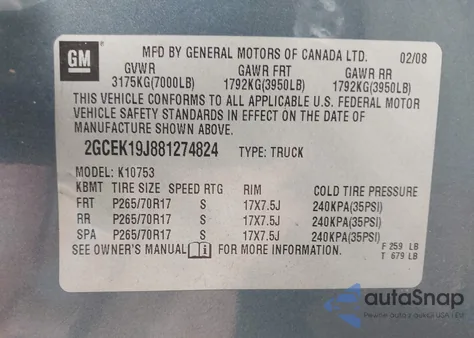 GM
MFD BY GENERAL MOTORS OF CANADA LTD. 02/08
GVWR GAWR FRT GAWR RR
3175KG(7000LB) 1792KG(3950LB) 1792KG(3950LB)
THIS VEHICLE CONFORMS TO ALL APPLICABLE U.S. FEDERAL MOTOR
VEHICLE SAFETY STANDARDS IN EFFECT ON THE DATE OF
MANUFACTURE SHOWN ABOVE.
2GCEK19J881274824 TYPE: TRUCK
MODEL: K10753
KBMT TIRE SIZE SPEED RTG RIM COLD TIRE PRESSURE
FRT P265/70R17 S 17X7.5J 240KPA(35PSI)
RR P265/70R17 S 17X7.5J 240KPA(35PSI)
SPA P265/70R17 S 17X7.5J 240KPA(35PSI)
SEE OWNER'S MANUAL FOR MORE INFORMATION.
F 259 LB
T 679 LB
autoSnap